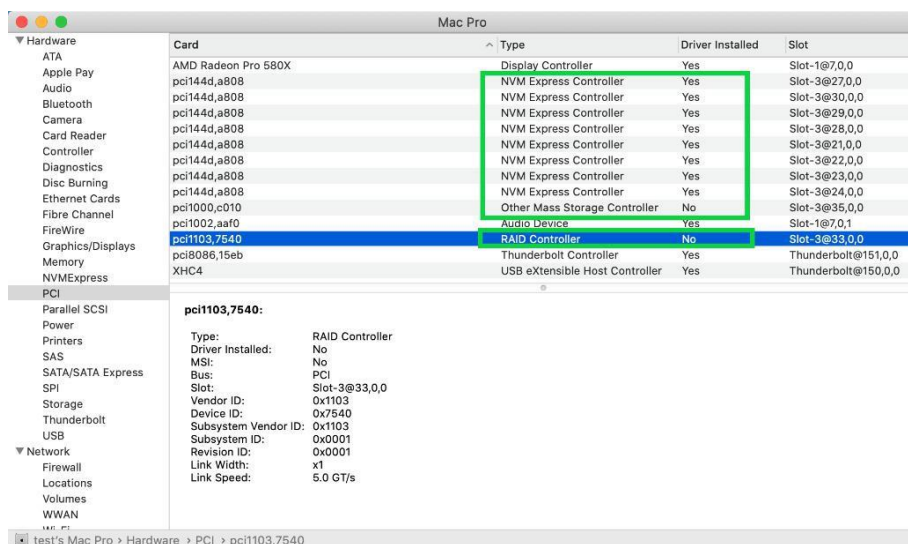 Mac Pro
Hardware
ATA
Apple Pay
Audio
Bluetooth
Camera
Card Reader
Controller
Diagnostics
Disc Burning
Ethernet Cards
Fibre Channel
FireWire
Graphics/Displays
Memory
NVMExpress
PCI
Parallel SCSI
Power
Printers
SAS
SATA/SATA Express
SPI
Storage
Thunderbolt
USB
Network
Firewall
Locations
Volumes
WWAN
Wi-Fi
Card Type Driver Installed Slot
AMD Radeon Pro 580X Display Controller Yes Slot-1@7,0,0
pci144d,a808 NVM Express Controller Yes Slot-3@27,0,0
pci144d,a808 NVM Express Controller Yes Slot-3@30,0,0
pci144d,a808 NVM Express Controller Yes Slot-3@29,0,0
pci144d,a808 NVM Express Controller Yes Slot-3@28,0,0
pci144d,a808 NVM Express Controller Yes Slot-3@21,0,0
pci144d,a808 NVM Express Controller Yes Slot-3@22,0,0
pci144d,a808 NVM Express Controller Yes Slot-3@23,0,0
pci144d,a808 NVM Express Controller Yes Slot-3@24,0,0
pci1000,c010 Other Mass Storage Controller No Slot-3@35,0,0
pci1002,aaf0 Audio Device Yes Slot-1@7,0,1
pci1103,7540 RAID Controller No Slot-3@33,0,0
pci8086,15eb Thunderbolt Controller Yes Thunderbolt@151,0,0
XHC4 USB eXtensible Host Controller Yes Thunderbolt@150,0,0
pci1103,7540:
Type: RAID Controller
Driver Installed: No
MSI: No
Bus: PCI
Slot: Slot-3@33,0,0
Vendor ID: 0x1103
Device ID: 0x7540
Subsystem Vendor ID: 0x1103
Subsystem ID: 0x0001
Revision ID: 0x0001
Link Width: x1
Link Speed: 5.0 GT/s
test's Mac Pro › Hardware › PCI › pci1103,7540